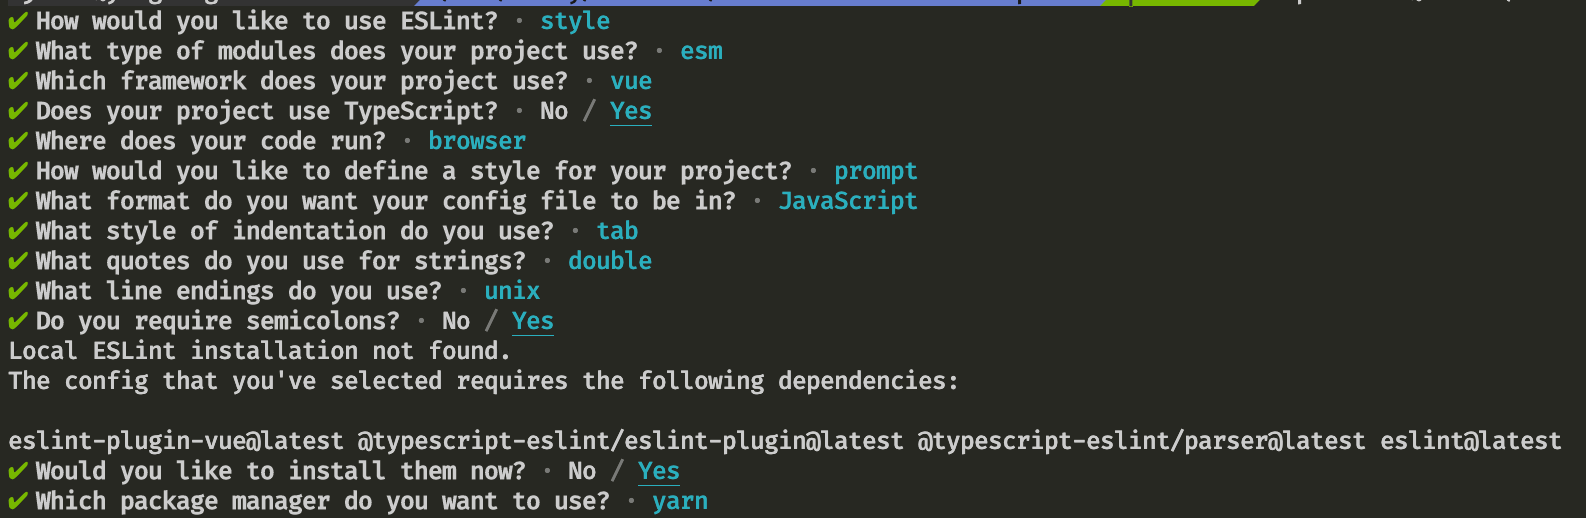 ✔ How would you like to use ESLint? · style
✔ What type of modules does your project use? · esm
✔ Which framework does your project use? · vue
✔ Does your project use TypeScript? · No / Yes
✔ Where does your code run? · browser
✔ How would you like to define a style for your project? · prompt
✔ What format do you want your config file to be in? · JavaScript
✔ What style of indentation do you use? · tab
✔ What quotes do you use for strings? · double
✔ What line endings do you use? · unix
✔ Do you require semicolons? · No / Yes
Local ESLint installation not found.
The config that you've selected requires the following dependencies:
eslint-plugin-vue@latest @typescript-eslint/eslint-plugin@latest @typescript-eslint/parser@latest eslint@latest
✔ Would you like to install them now? · No / Yes
✔ Which package manager do you want to use? · yarn